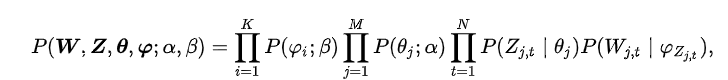 P(W, Z, θ, φ; α, β) = ∏_{i=1}^{K} P(φ_i; β) ∏_{j=1}^{M} P(θ_j; α) ∏_{t=1}^{N} P(Z_{j,t} ∣ θ_j) P(W_{j,t} ∣ φ_{Z_{j,t}}),